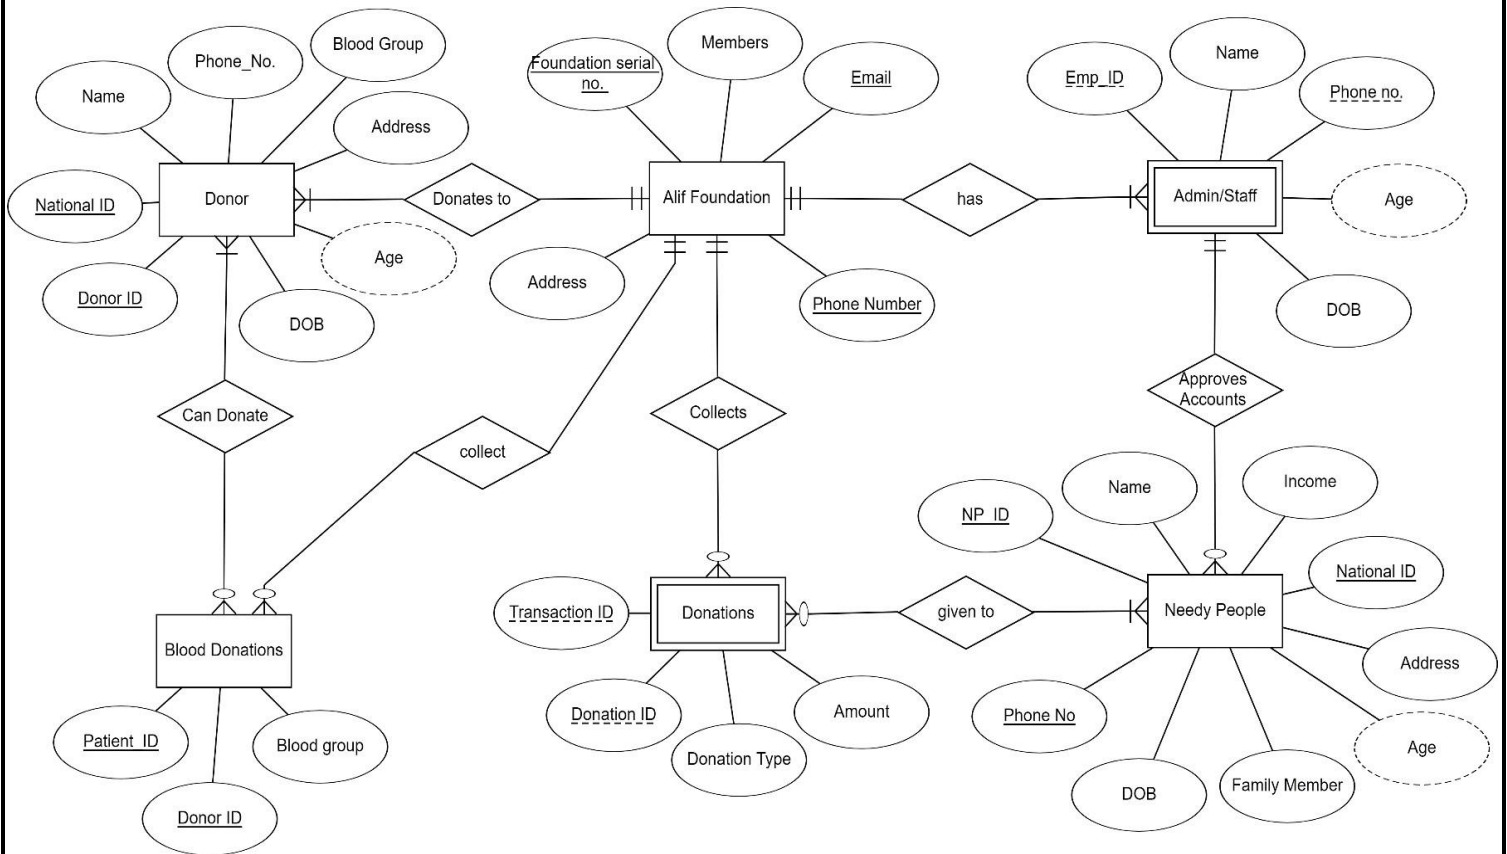 Blood Group
Phone_No.
Name
Address
National ID
Donor
Donates to
Age
Donor ID
DOB
Foundation serial
no.
Members
Email
Alif Foundation
Address
Phone Number
has
Emp_ID
Name
Phone no.
Admin/Staff
Age
DOB
Can Donate
collect
Collects
Approves
Accounts
NP_ID
Name
Income
National ID
Needy People
Address
Age
Family Member
DOB
Phone No
given to
Transaction ID
Donations
Donation ID
Donation Type
Amount
Blood Donations
Patient_ID
Donor ID
Blood group